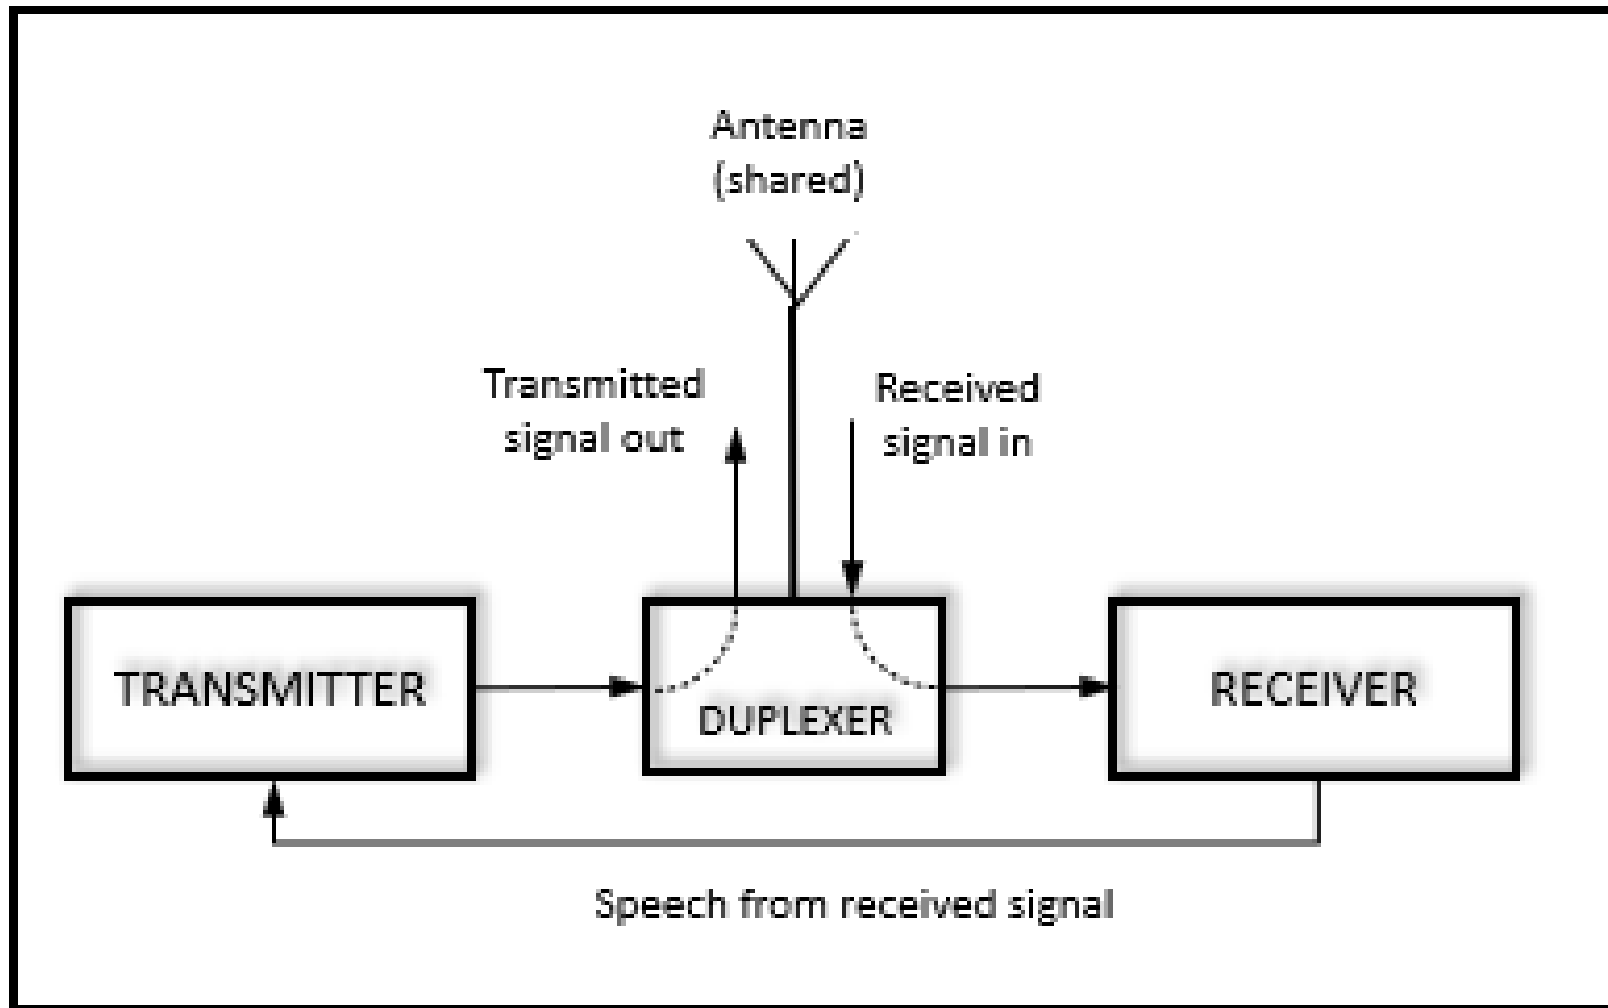 Antenna
(shared)
Transmitted
signal out
Received
signal in
TRANSMITTER
DUPLEXER
RECEIVER
Speech from received signal